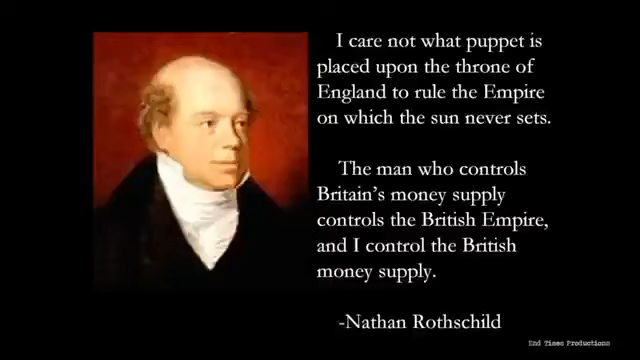 I care not what puppet is
placed upon the throne of
England to rule the Empire
on which the sun never sets.
The man who controls
Britain's money supply
controls the British Empire,
and I control the British
money supply.
-Nathan Rothschild
End Times Productions